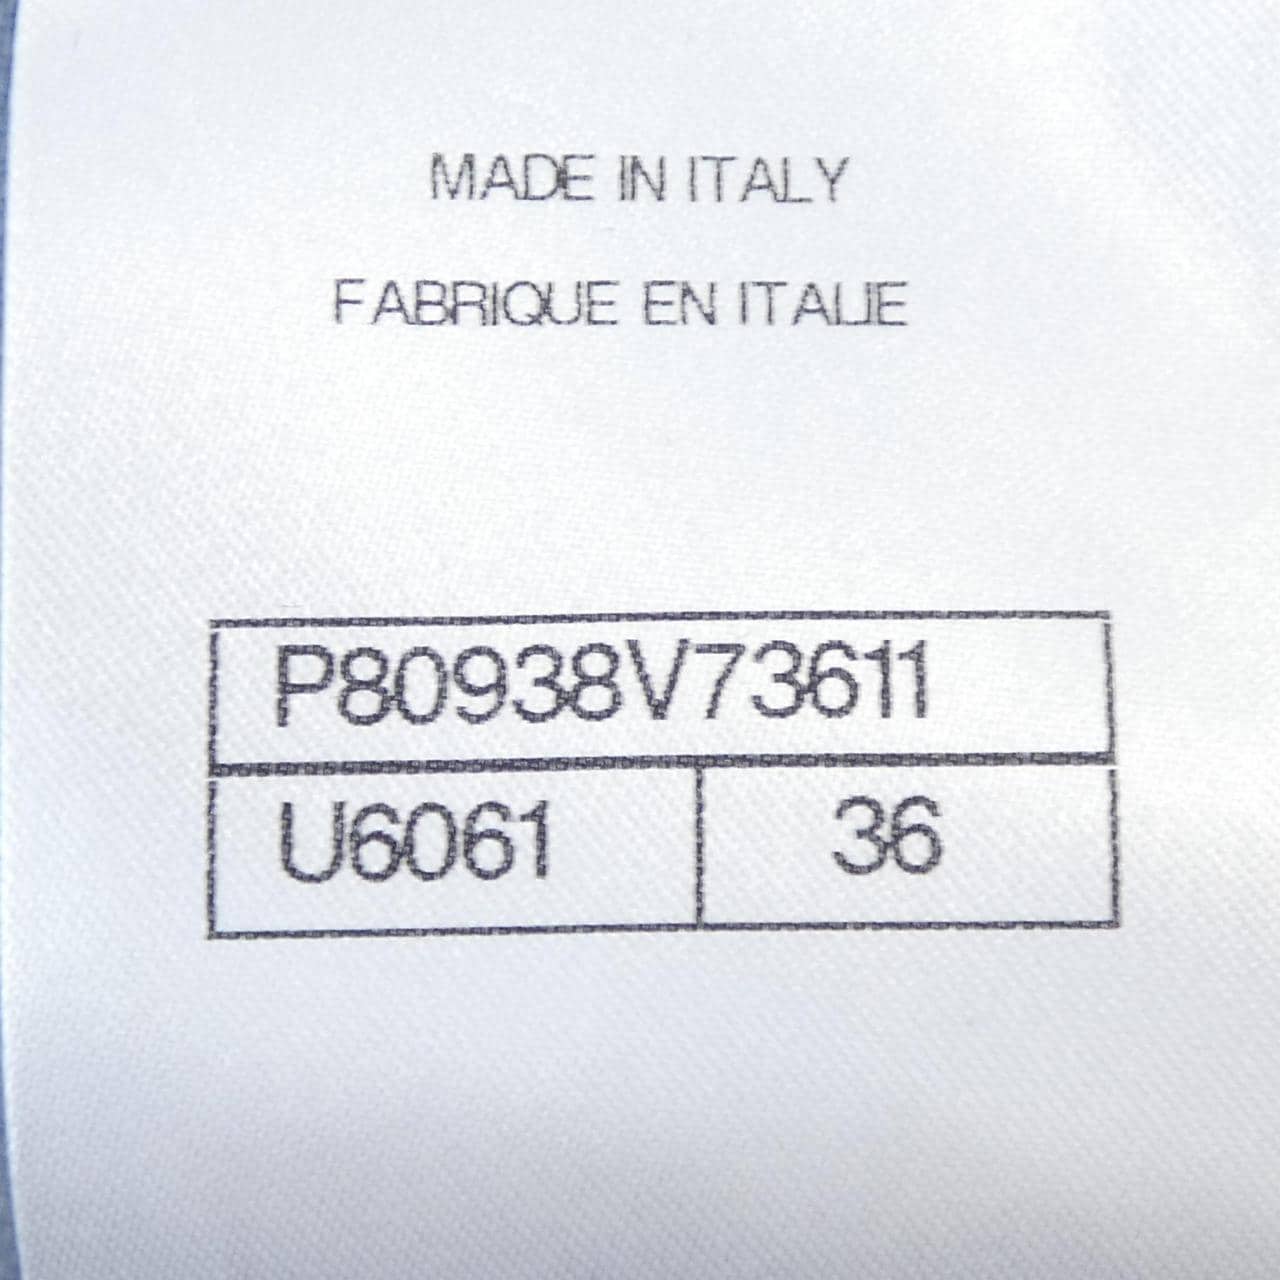 MADE IN ITALY
FABRIQUE EN ITALIE
P80938V73611
U6061 36